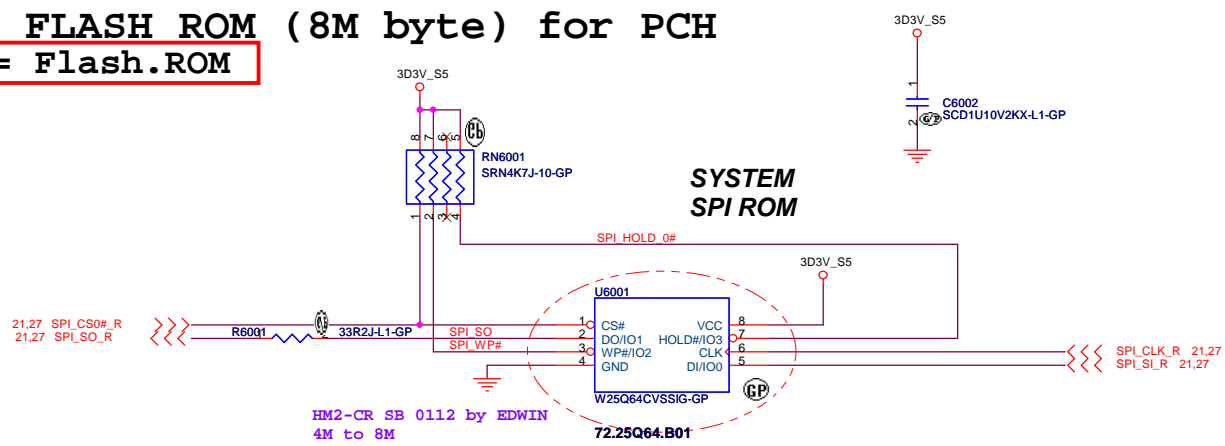 FLASH ROM (8M byte) for PCH
= Flash.ROM
3D3V_S5
1
2
C6002
SCD1U10V2KX-L1-GP
3D3V_S5
8 7 6 5
RN6001
SRN4K7J-10-GP
1 2 3 4
SYSTEM
SPI ROM
SPI_HOLD_0#
3D3V_S5
U6001
21,27 SPI_CS0#_R
21,27 SPI_SO_R
R6001
2
33R2J-L1-GP
SPI_SO
SPI_WP#
1 CS#
2 DO/IO1
3 WP#/IO2
4 GND
VCC 8
HOLD#/IO3 7
CLK 6
DI/IO0 5
SPI_CLK_R 21,27
SPI_SI_R 21,27
W25Q64CVSSIG-GP
GP
72.25Q64.B01
HM2-CR SB 0112 by EDWIN
4M to 8M